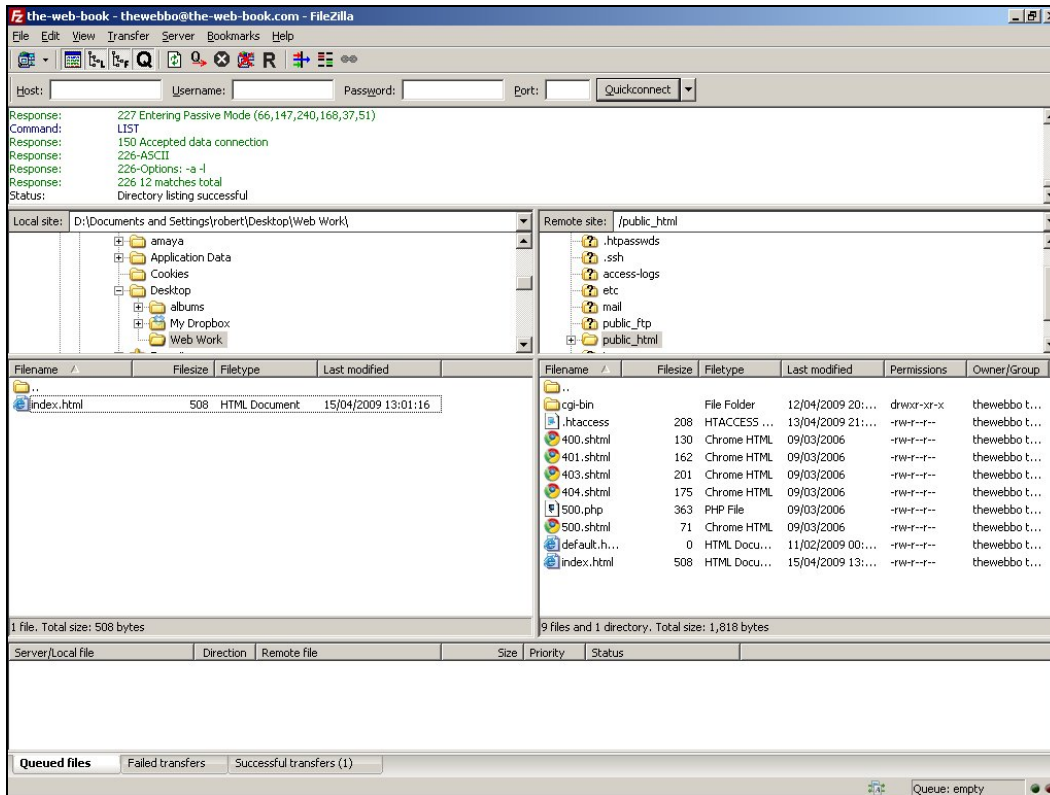 the-web-book - thewebbo@the-web-book.com - FileZilla
File Edit View Transfer Server Bookmarks Help
Host: Username: Password: Port: Quickconnect
Response: 227 Entering Passive Mode (66,147,240,168,37,51)
Command: LIST
Response: 150 Accepted data connection
Response: 226-ASCII
Response: 226-Options: -a -l
Response: 226 12 matches total
Status: Directory listing successful
Local site: D:\Documents and Settings\robert\Desktop\Web Work\
amaya
Application Data
Cookies
Desktop
albums
My Dropbox
Web Work
Remote site: /public_html
.htpasswds
.ssh
access-logs
etc
mail
public_ftp
public_html
Filename Filesize Filetype Last modified
..
index.html 508 HTML Document 15/04/2009 13:01:16
1 file. Total size: 508 bytes
Filename Filesize Filetype Last modified Permissions Owner/Group
..
cgi-bin File Folder 12/04/2009 20:... drwxr-xr-x thewebbo t...
.htaccess 208 HTACCESS ... 13/04/2009 21:... -rw-r--r-- thewebbo t...
400.shtml 130 Chrome HTML 09/03/2006 -rw-r--r-- thewebbo t...
401.shtml 162 Chrome HTML 09/03/2006 -rw-r--r-- thewebbo t...
403.shtml 201 Chrome HTML 09/03/2006 -rw-r--r-- thewebbo t...
404.shtml 175 Chrome HTML 09/03/2006 -rw-r--r-- thewebbo t...
500.php 363 PHP File 09/03/2006 -rw-r--r-- thewebbo t...
500.shtml 71 Chrome HTML 09/03/2006 -rw-r--r-- thewebbo t...
default.h... 0 HTML Docu... 11/02/2009 00:... -rw-r--r-- thewebbo t...
index.html 508 HTML Docu... 15/04/2009 13:... -rw-r--r-- thewebbo t...
9 files and 1 directory. Total size: 1,818 bytes
Server/Local file Direction Remote file Size Priority Status
Queued files Failed transfers Successful transfers (1)
Queue: empty